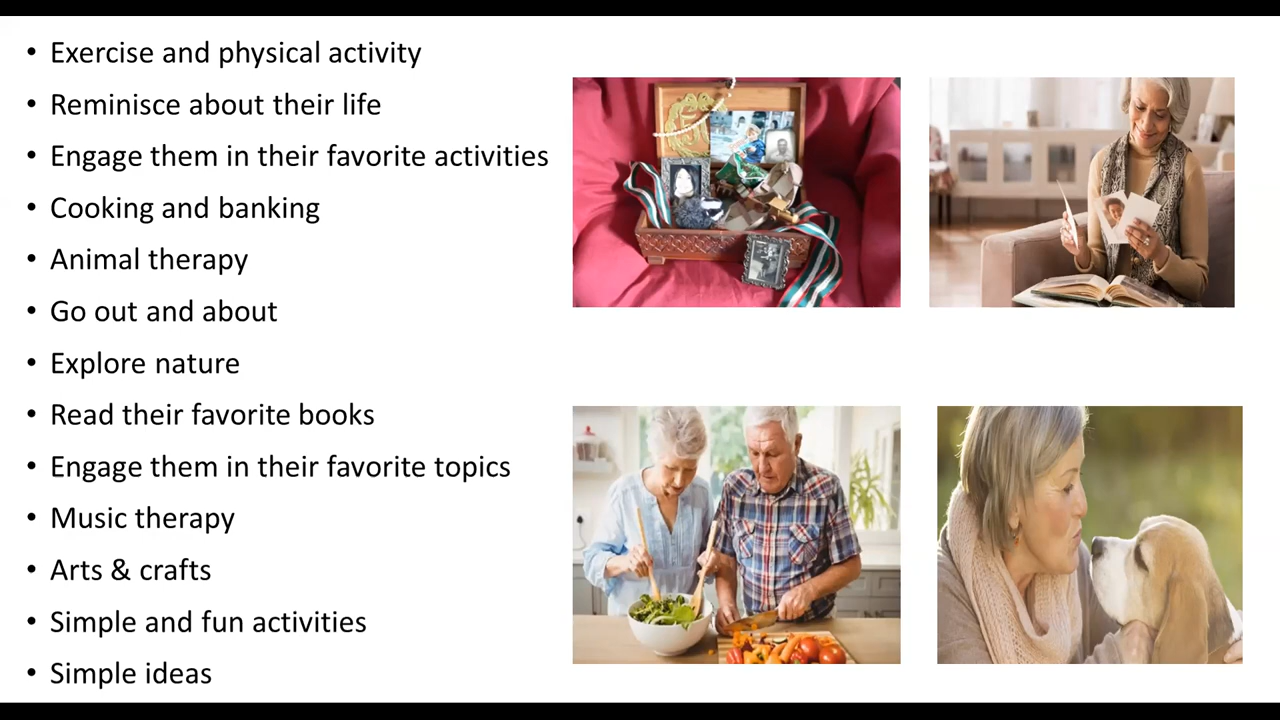 • Exercise and physical activity
• Reminisce about their life
• Engage them in their favorite activities
• Cooking and banking
• Animal therapy
• Go out and about
• Explore nature
• Read their favorite books
• Engage them in their favorite topics
• Music therapy
• Arts & crafts
• Simple and fun activities
• Simple ideas